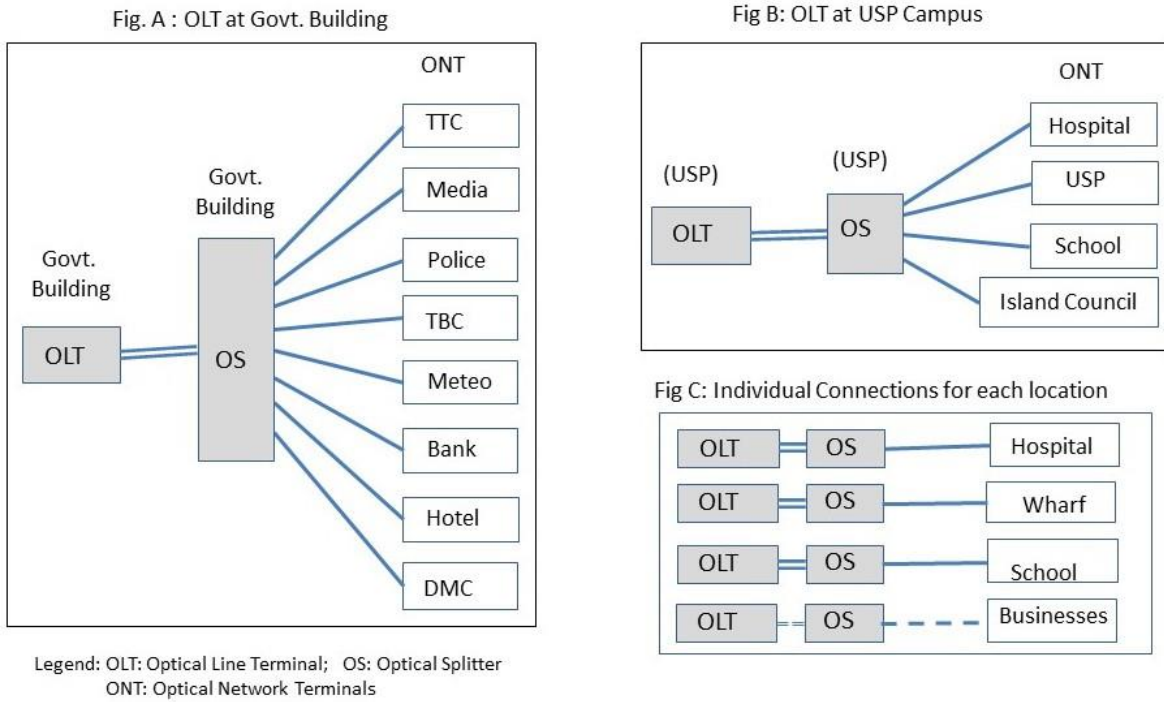 Fig. A : OLT at Govt. Building
ONT
TTC
Media
Police
TBC
Meteo
Bank
Hotel
DMC
Govt.
Building
OS
Govt.
Building
OLT
Legend: OLT: Optical Line Terminal; OS: Optical Splitter
ONT: Optical Network Terminals
Fig B: OLT at USP Campus
ONT
(USP)
(USP)
OLT
OS
Hospital
USP
School
Island Council
Fig C: Individual Connections for each location
OLT OS Hospital
OLT OS Wharf
OLT OS School
OLT OS Businesses